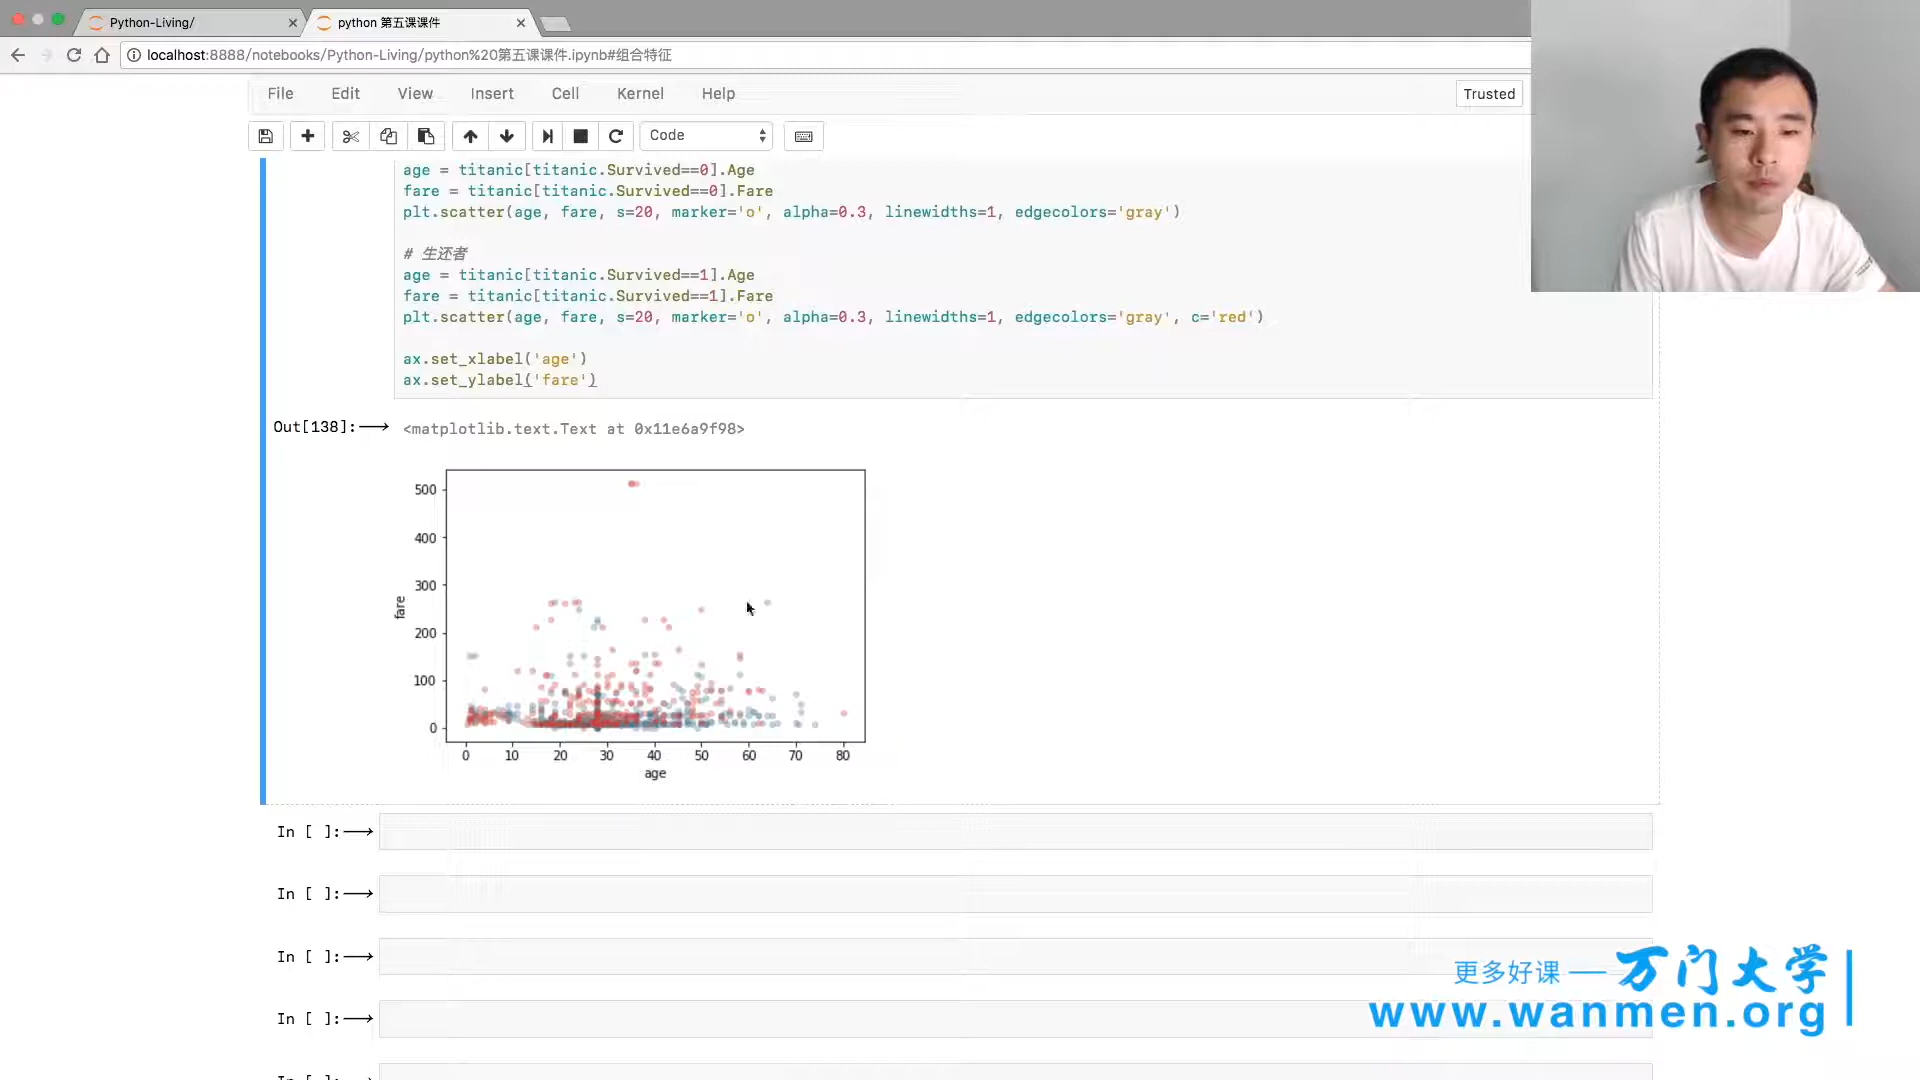 Python-Living/
python 第五课课件
localhost:8888/notebooks/Python-Living/python%20第五课课件.ipynb#组合特征
File Edit View Insert Cell Kernel Help
Trusted
Code
age = titanic[titanic.Survived==0].Age
fare = titanic[titanic.Survived==0].Fare
plt.scatter(age, fare, s=20, marker='o', alpha=0.3, linewidths=1, edgecolors='gray')
# 生还者
age = titanic[titanic.Survived==1].Age
fare = titanic[titanic.Survived==1].Fare
plt.scatter(age, fare, s=20, marker='o', alpha=0.3, linewidths=1, edgecolors='gray', c='red')
ax.set_xlabel('age')
ax.set_ylabel('fare')
Out[138]:
<matplotlib.text.Text at 0x11e6a9f98>
500
400
300
200
100
0
fare
0 10 20 30 40 50 60 70 80
age
In [ ]:
In [ ]:
In [ ]:
In [ ]:
更多好课 — 万门大学
www.wanmen.org